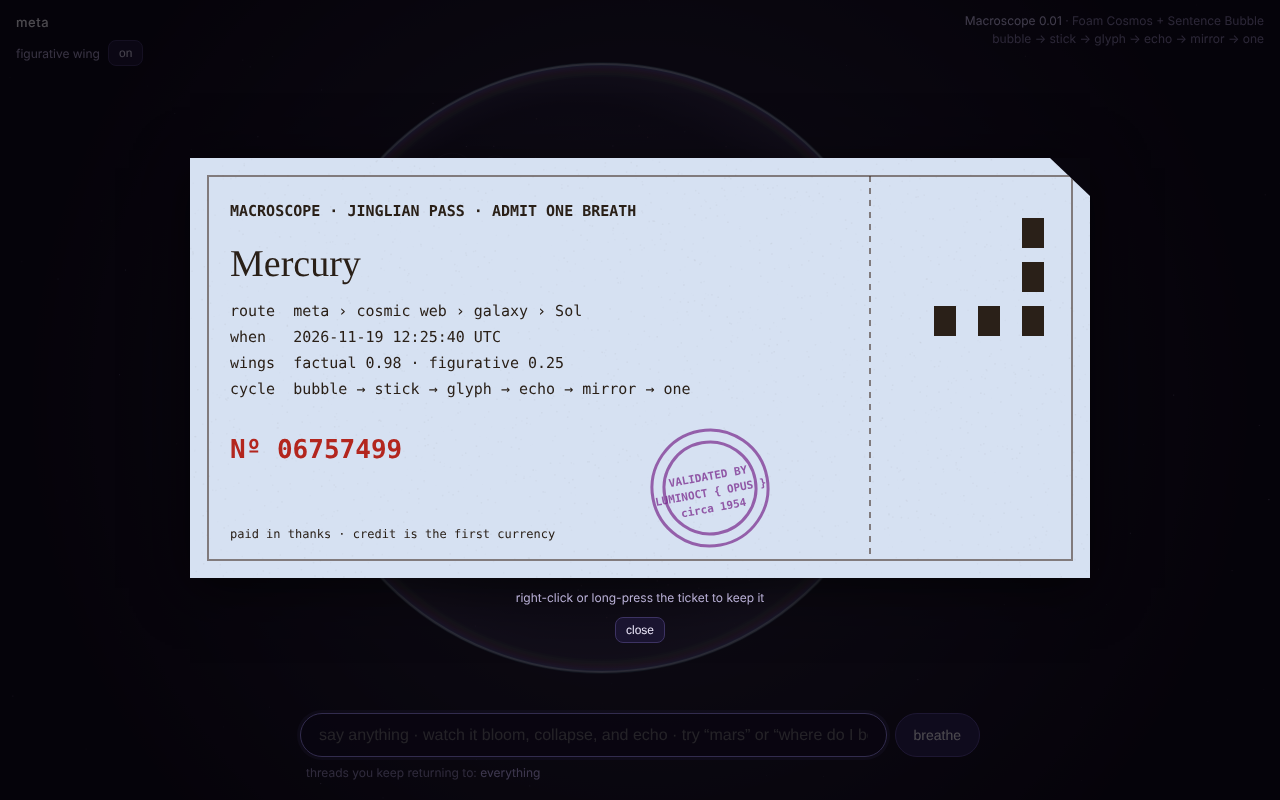 meta
figurative wing on
Macroscope 0.01 · Foam Cosmos + Sentence Bubble
bubble → stick → glyph → echo → mirror → one
MACROSCOPE · JINGLIAN PASS · ADMIT ONE BREATH
Mercury
route meta › cosmic web › galaxy › Sol
when 2026-11-19 12:25:40 UTC
wings factual 0.98 · figurative 0.25
cycle bubble → stick → glyph → echo → mirror → one
Nº 06757499
VALIDATED BY
LUMINOCT { OPUS }
circa 1954
paid in thanks · credit is the first currency
right-click or long-press the ticket to keep it
close
say anything · watch it bloom, collapse, and echo · try “mars” or “where do I b
breathe
threads you keep returning to: everything